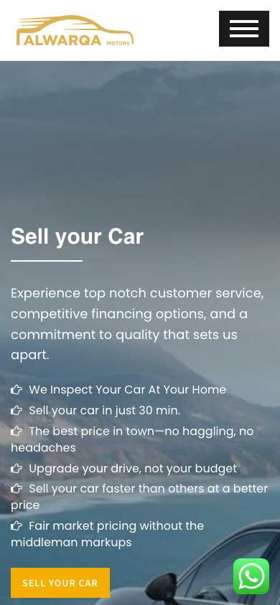 ALWARQA MOTORS
Sell your Car
Experience top notch customer service,
competitive financing options, and a
commitment to quality that sets us
apart.
We Inspect Your Car At Your Home
Sell your car in just 30 min.
The best price in town—no haggling, no
headaches
Upgrade your drive, not your budget
Sell your car faster than others at a better
price
Fair market pricing without the
middleman markups
SELL YOUR CAR